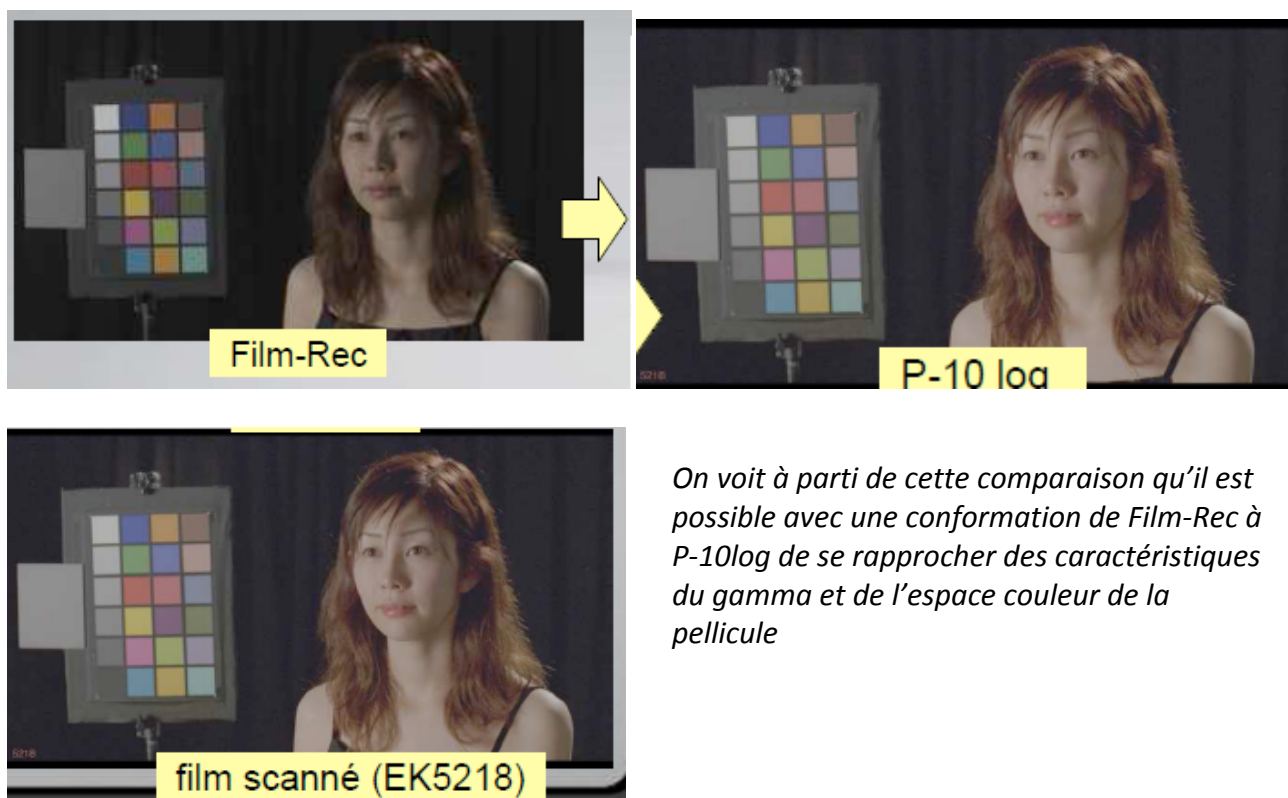 Film-Rec
P-10 log
5218
5218
film scanné (EK5218)
On voit à parti de cette comparaison qu’il est
possible avec une conformation de Film-Rec à
P-10log de se rapprocher des caractéristiques
du gamma et de l’espace couleur de la
pellicule